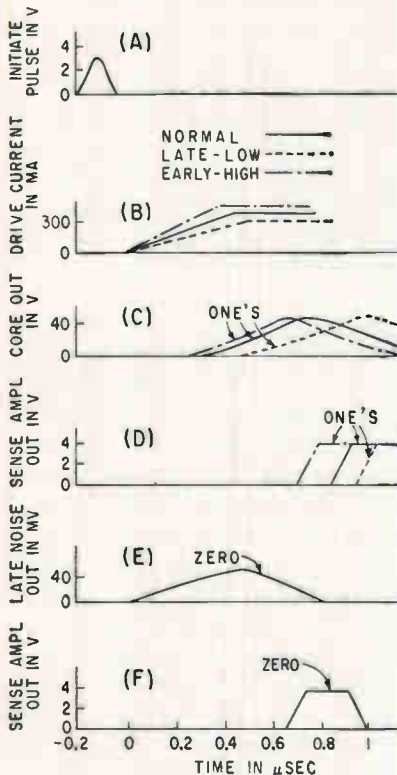 INITIATE
PULSE IN V
4
2
0
(A)
NORMAL
LATE-LOW
EARLY-HIGH
DRIVE CURRENT
IN MA
300
0
(B)
CORE OUT
IN V
40
0
(C)
ONE'S
SENSE AMPL
OUT IN V
4
2
0
(D)
ONE'S
LATE NOISE
OUT IN MV
40
0
(E)
ZERO
SENSE AMPL
OUT IN V
4
2
0
(F)
ZERO
-0.2 0 0.2 0.4 0.6 0.8 1
TIME IN µSEC